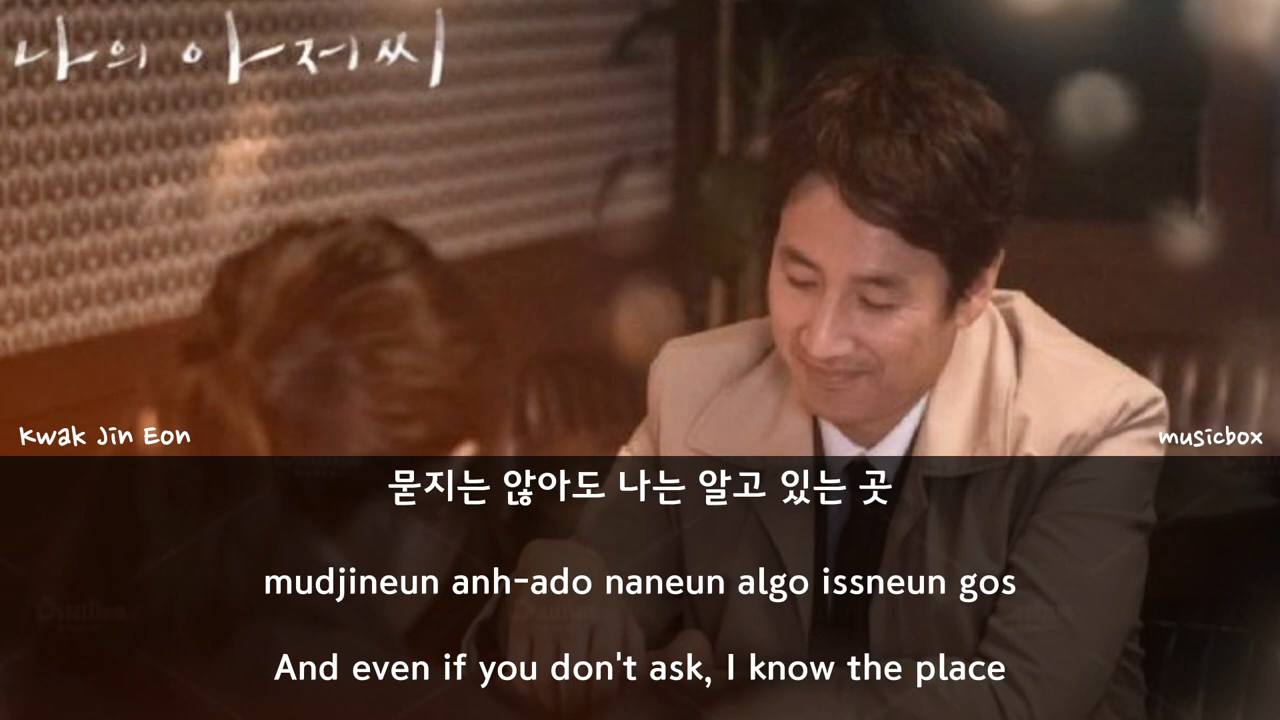 나의 아저씨
Kwak Jin Eon
musicbox
묻지는 않아도 나는 알고 있는 곳
mudjineun anh-ado naneun algo issneun gos
And even if you don't ask, I know the place